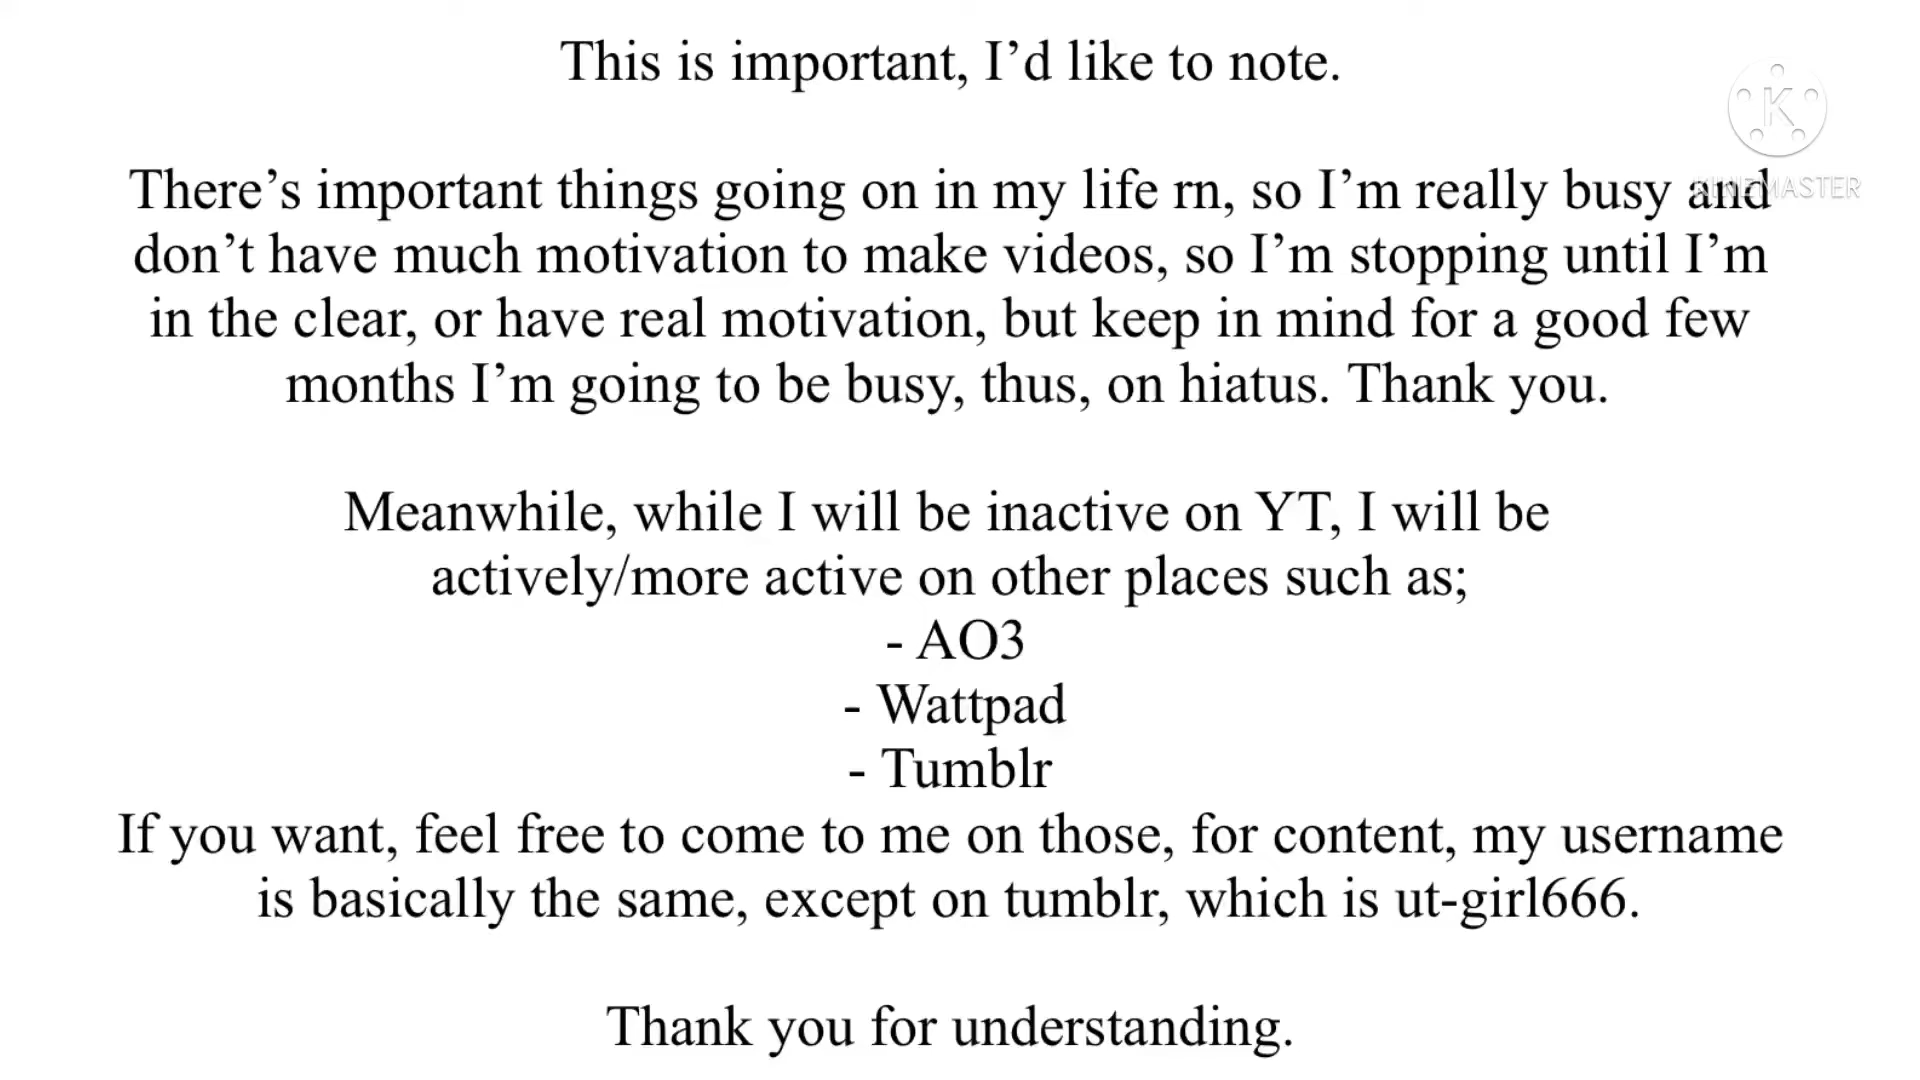 This is important, I’d like to note.
There’s important things going on in my life rn, so I’m really busy and
don’t have much motivation to make videos, so I’m stopping until I’m
in the clear, or have real motivation, but keep in mind for a good few
months I’m going to be busy, thus, on hiatus. Thank you.
Meanwhile, while I will be inactive on YT, I will be
actively/more active on other places such as;
- AO3
- Wattpad
- Tumblr
If you want, feel free to come to me on those, for content, my username
is basically the same, except on tumblr, which is ut-girl666.
Thank you for understanding.
K
KINEMASTER